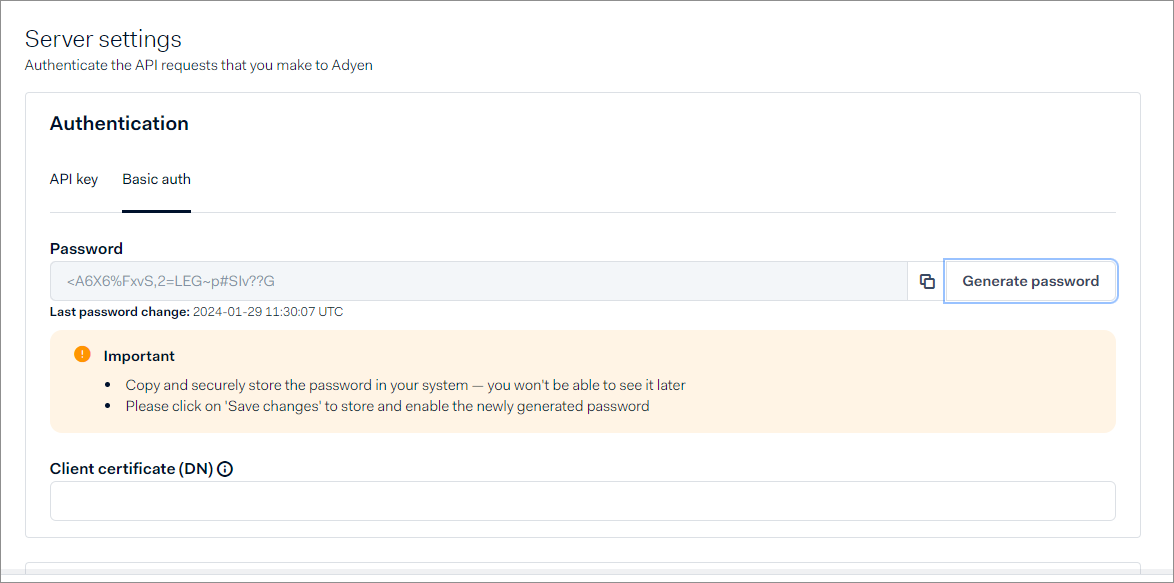 Server settings
Authenticate the API requests that you make to Adyen
Authentication
API key Basic auth
Password
<A6X6%FxvS,2=LEG~p#SIv??G
Generate password
Last password change: 2024-01-29 11:30:07 UTC
Important
Copy and securely store the password in your system — you won't be able to see it later
Please click on 'Save changes' to store and enable the newly generated password
Client certificate (DN)